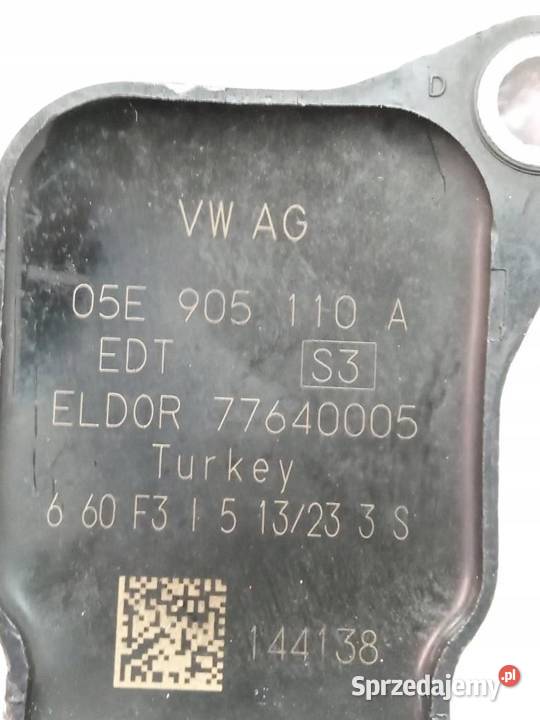 D
VW AG
05E 905 110 A
EDT S3
ELDOR 77640005
Turkey
6 60 F3 I 5 13/23 3 S
144138
Sprzedajemy.pl